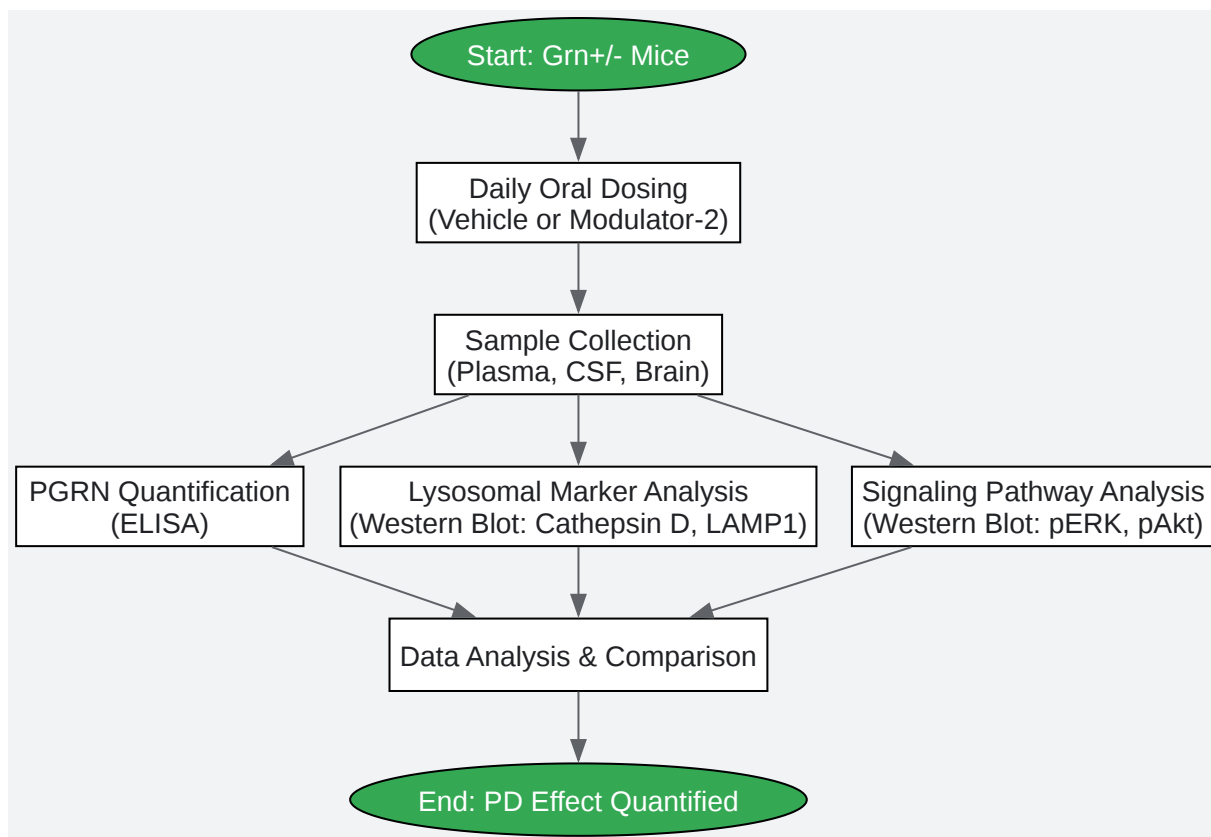 Start: Grn+/- Mice
Daily Oral Dosing
(Vehicle or Modulator-2)
Sample Collection
(Plasma, CSF, Brain)
PGRN Quantification
(ELISA)
Lysosomal Marker Analysis
(Western Blot: Cathepsin D, LAMP1)
Signaling Pathway Analysis
(Western Blot: pERK, pAkt)
Data Analysis & Comparison
End: PD Effect Quantified